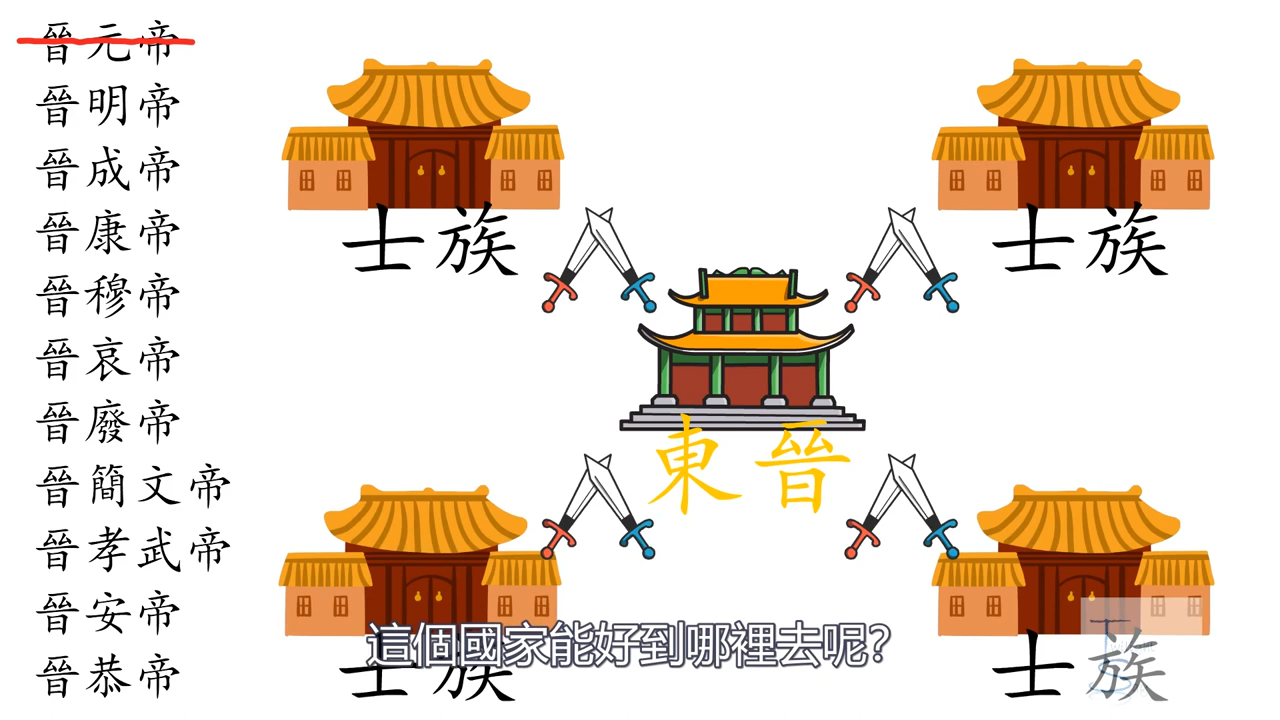 晉元帝
晉明帝
晉成帝
晉康帝
晉穆帝
晉哀帝
晉廢帝
晉簡文帝
晉孝武帝
晉安帝
晉恭帝
士族
士族
東晉
士族
士族
這個國家能好到哪裡去呢?